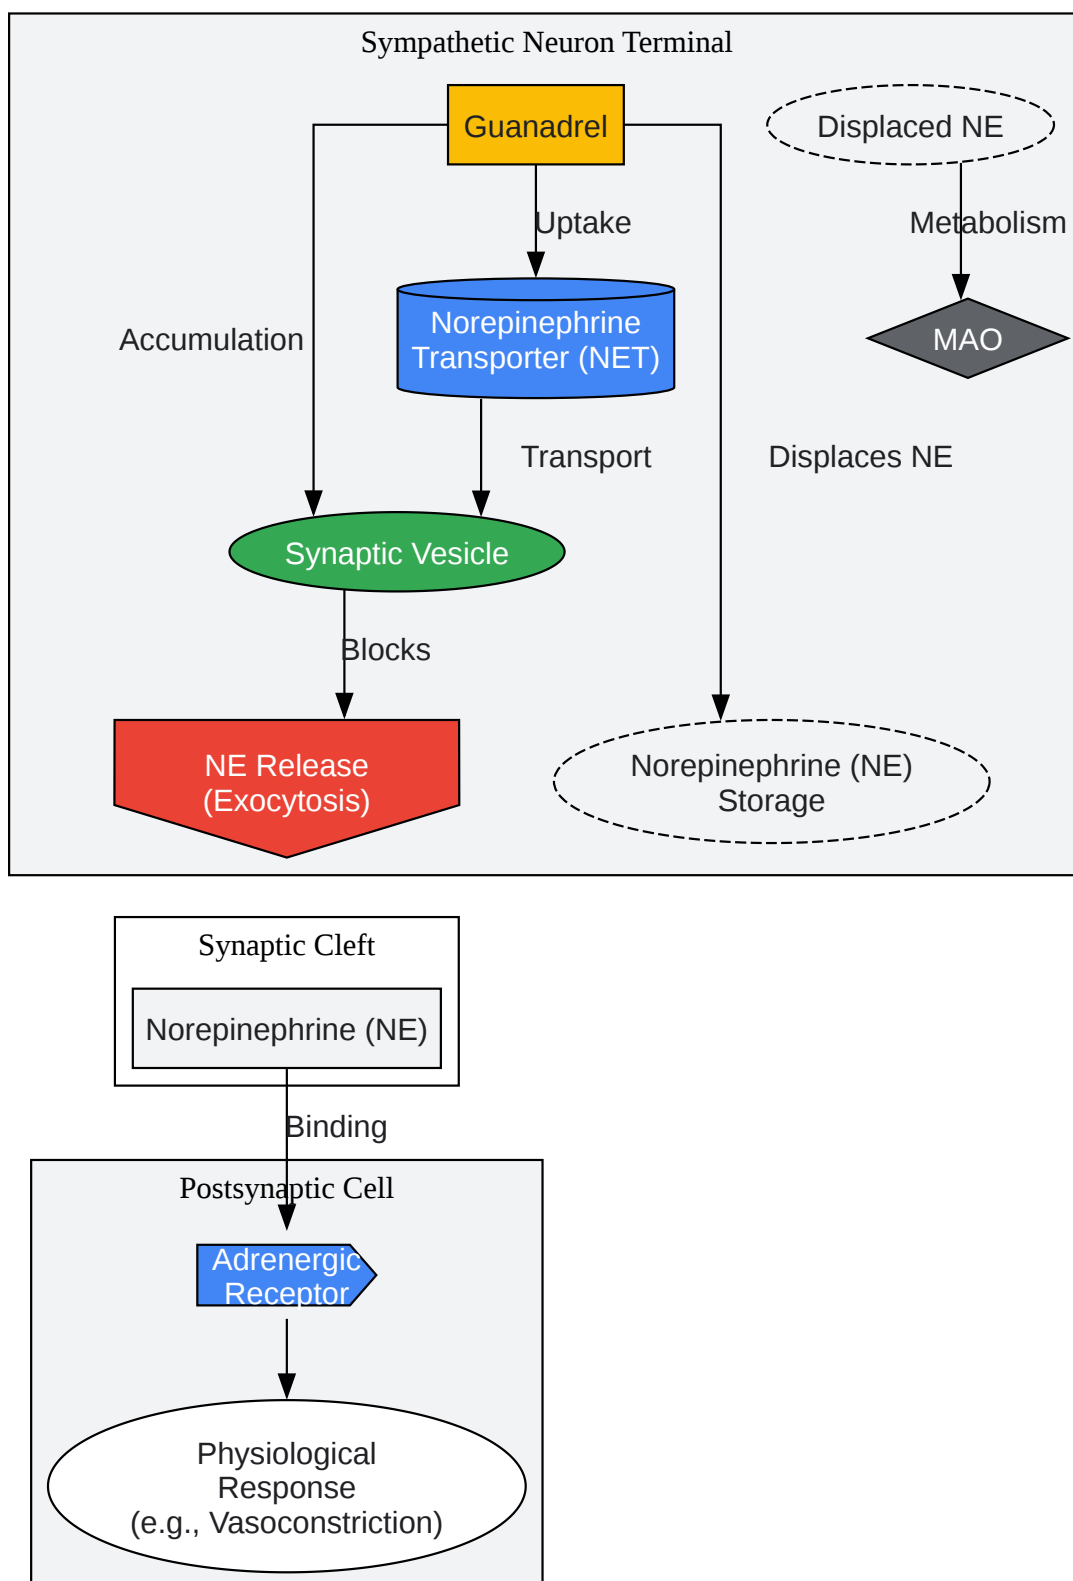 Sympathetic Neuron Terminal
Guanadrel
Displaced NE
Uptake
Metabolism
Accumulation
Norepinephrine
Transporter (NET)
MAO
Transport
Displaces NE
Synaptic Vesicle
Blocks
NE Release
(Exocytosis)
Norepinephrine (NE)
Storage
Synaptic Cleft
Norepinephrine (NE)
Binding
Postsynaptic Cell
Adrenergic
Receptor
Physiological
Response
(e.g., Vasoconstriction)